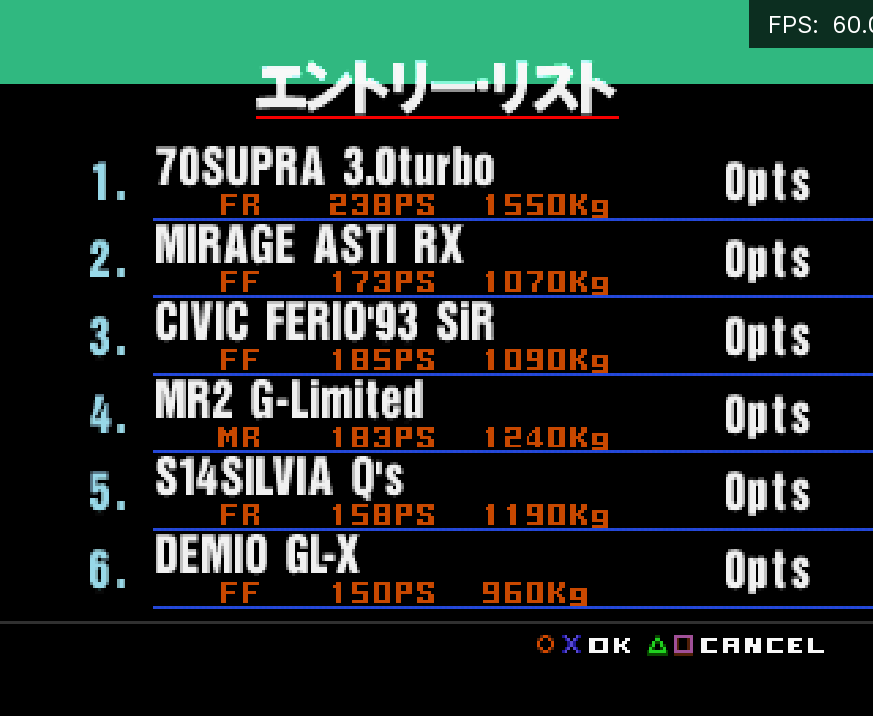 FPS: 60.0
エントリー・リスト
1. 70SUPRA 3.0turbo 0pts
FR 238PS 1550Kg
2. MIRAGE ASTI RX 0pts
FF 173PS 1070Kg
3. CIVIC FERIO'93 SiR 0pts
FF 185PS 1090Kg
4. MR2 G-Limited 0pts
MR 183PS 1240Kg
5. S14SILVIA Q's 0pts
FR 158PS 1190Kg
6. DEMIO GL-X 0pts
FF 150PS 960Kg
OK CANCEL